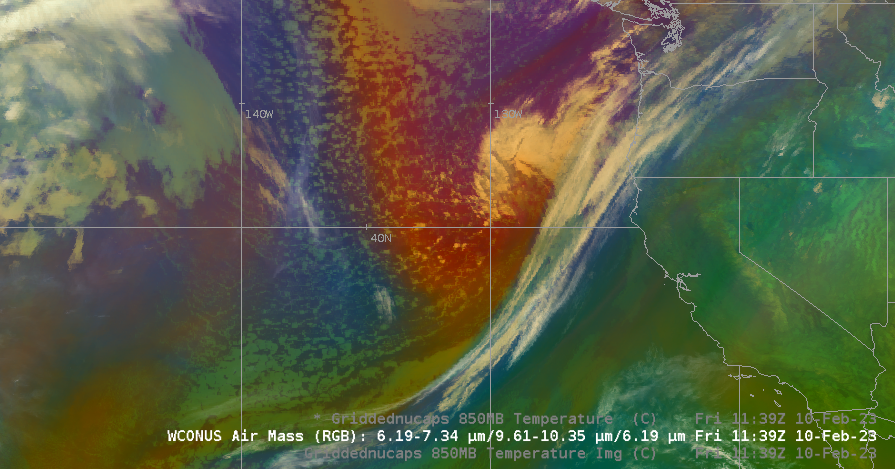 140W
40N
* Griddednucaps 850MB Temperature (C) Fri 11:39Z 10-Feb-23
WCONUS Air Mass (RGB): 6.19-7.34 µm/9.61-10.35 µm/6.19 µm Fri 11:39Z 10-Feb-23
Griddednucaps 850MB Temperature Img (C) Fri 11:39Z 10-Feb-23